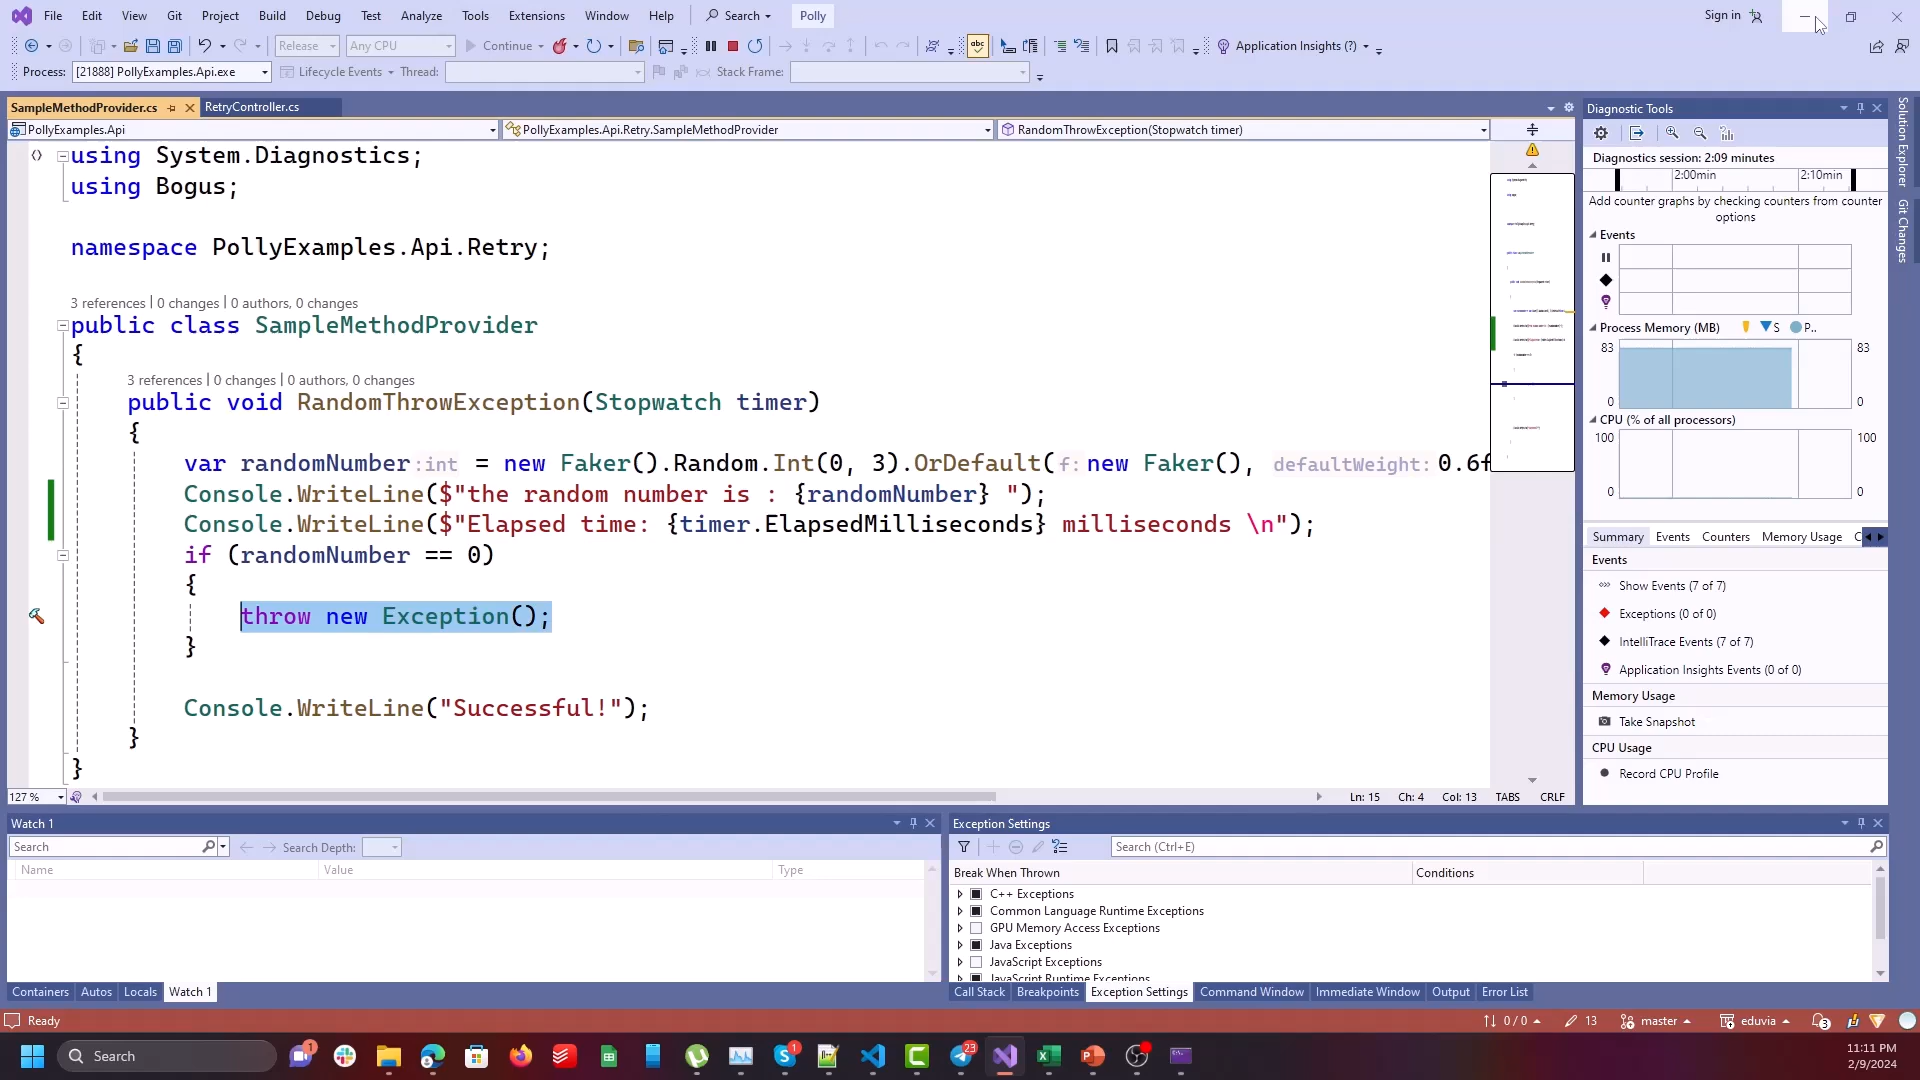 File Edit View Git Project Build Debug Test Analyze Tools Extensions Window Help Search Polly Sign in
Release Any CPU Continue abc Application Insights (?)
Process: [21888] PollyExamples.Api.exe Lifecycle Events Thread: Stack Frame:
SampleMethodProvider.cs RetryController.cs
PollyExamples.Api PollyExamples.Api.Retry.SampleMethodProvider RandomThrowException(Stopwatch timer)
using System.Diagnostics;
using Bogus;
namespace PollyExamples.Api.Retry;
3 references | 0 changes | 0 authors, 0 changes
public class SampleMethodProvider
{
3 references | 0 changes | 0 authors, 0 changes
public void RandomThrowException(Stopwatch timer)
{
var randomNumber:int = new Faker().Random.Int(0, 3).OrDefault(f:new Faker(), defaultWeight:0.6f
Console.WriteLine($"the random number is : {randomNumber} ");
Console.WriteLine($"Elapsed time: {timer.ElapsedMilliseconds} milliseconds \n");
if (randomNumber == 0)
{
throw new Exception();
}
Console.WriteLine("Successful!");
}
}
127 % Ln: 15 Ch: 4 Col: 13 TABS CRLF
Diagnostic Tools
Diagnostics session: 2:09 minutes
2:00min 2:10min
Add counter graphs by checking counters from counter
options
Events
Process Memory (MB) S P..
83 83
0 0
CPU (% of all processors)
100 100
0 0
Summary Events Counters Memory Usage C
Events
Show Events (7 of 7)
Exceptions (0 of 0)
IntelliTrace Events (7 of 7)
Application Insights Events (0 of 0)
Memory Usage
Take Snapshot
CPU Usage
Record CPU Profile
Solution Explorer
Git Changes
Watch 1
Search Search Depth:
Name Value Type
Containers Autos Locals Watch 1
Exception Settings
Search (Ctrl+E)
Break When Thrown Conditions
C++ Exceptions
Common Language Runtime Exceptions
GPU Memory Access Exceptions
Java Exceptions
JavaScript Exceptions
JavaScript Runtime Exceptions
Call Stack Breakpoints Exception Settings Command Window Immediate Window Output Error List
Ready 0 / 0 13 master eduvia 3
Search 1 1 23
11:11 PM
2/9/2024